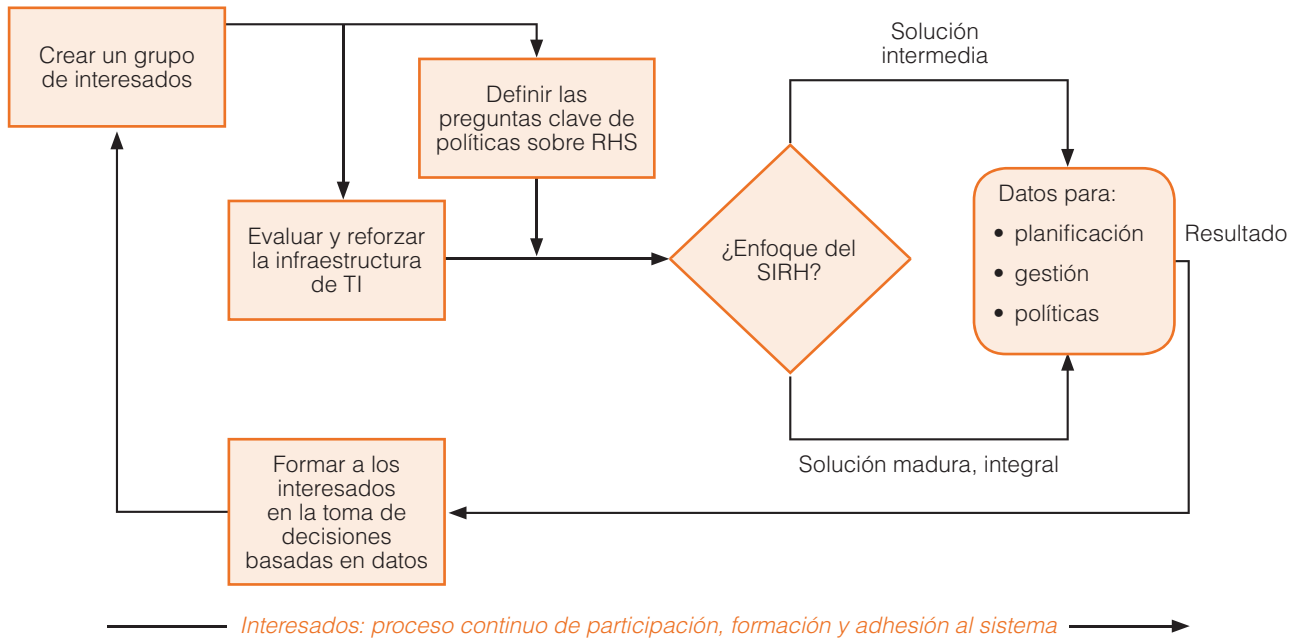 Crear un grupo
de interesados
Definir las
preguntas clave de
políticas sobre RHS
Evaluar y reforzar
la infraestructura
de TI
¿Enfoque del
SIRH?
Solución
intermedia
Datos para:
• planificación
• gestión
• políticas
Resultado
Solución madura, integral
Formar a los
interesados
en la toma de
decisiones
basadas en datos
Interesados: proceso continuo de participación, formación y adhesión al sistema